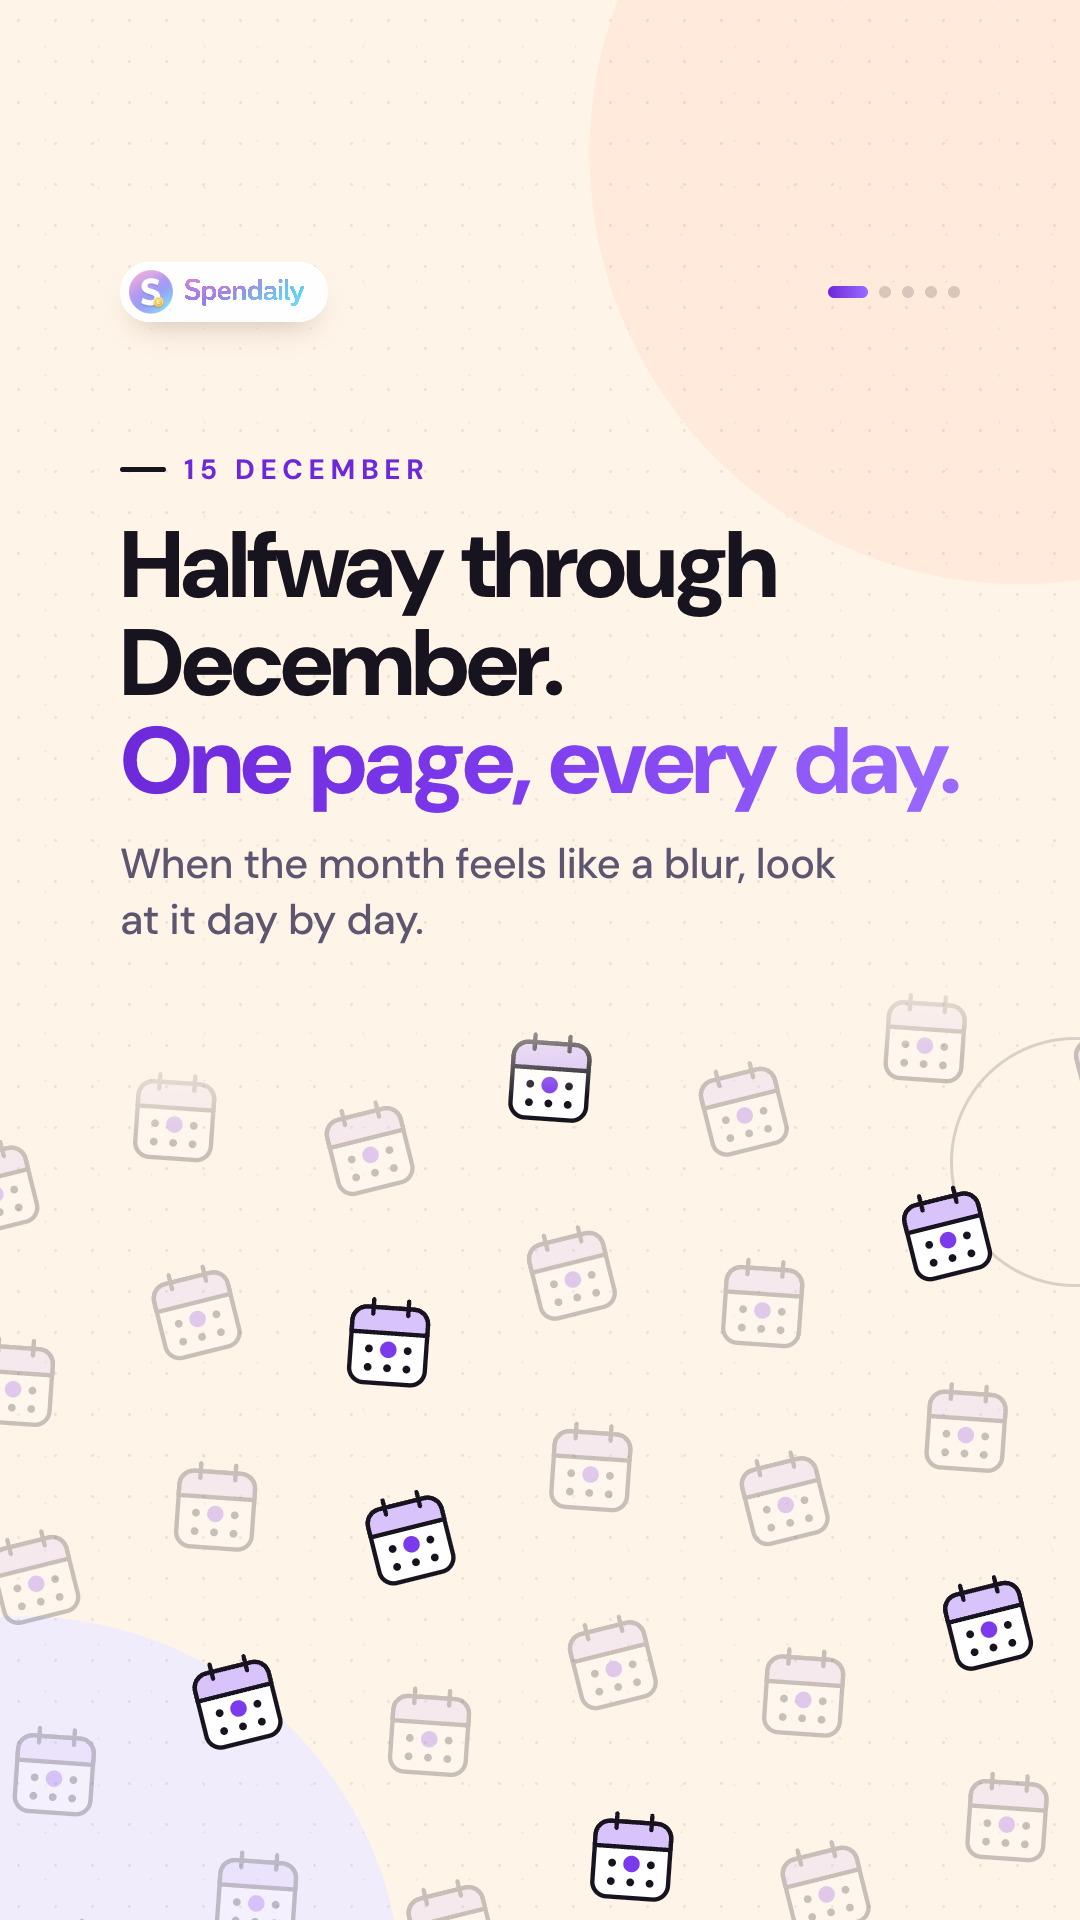 Spendaily
15 DECEMBER
Halfway through
December.
One page, every day.
When the month feels like a blur, look
at it day by day.